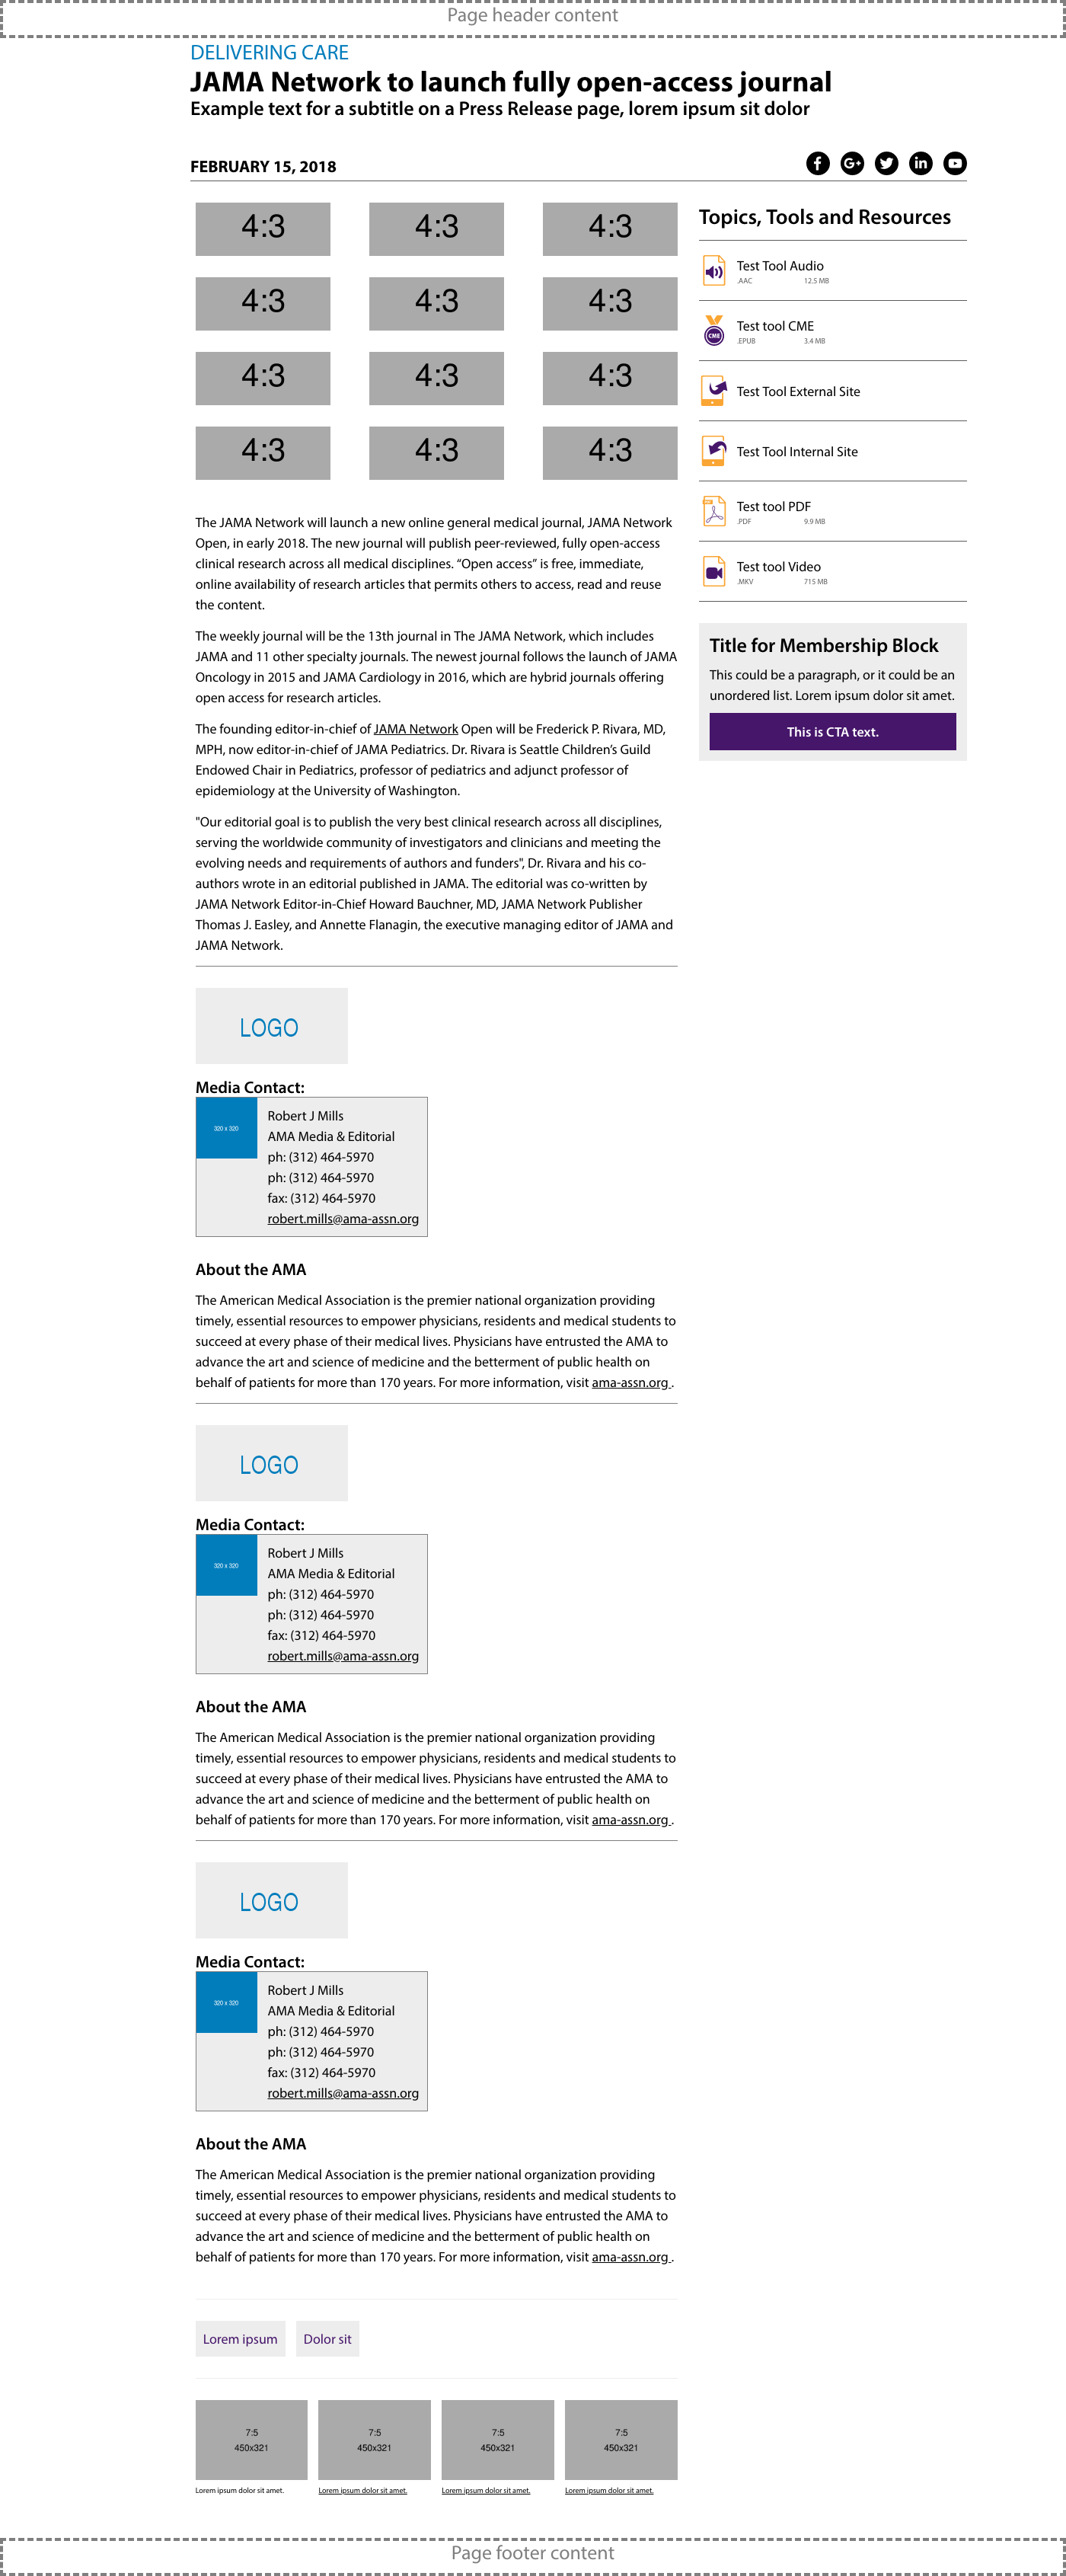 Page header content
DELIVERING CARE
JAMA Network to launch fully open-access journal
Example text for a subtitle on a Press Release page, lorem ipsum sit dolor
FEBRUARY 15, 2018
4:3 4:3 4:3
4:3 4:3 4:3
4:3 4:3 4:3
4:3 4:3 4:3
The JAMA Network will launch a new online general medical journal, JAMA Network
Open, in early 2018. The new journal will publish peer-reviewed, fully open-access
clinical research across all medical disciplines. “Open access” is free, immediate,
online availability of research articles that permits others to access, read and reuse
the content.
The weekly journal will be the 13th journal in The JAMA Network, which includes
JAMA and 11 other specialty journals. The newest journal follows the launch of JAMA
Oncology in 2015 and JAMA Cardiology in 2016, which are hybrid journals offering
open access for research articles.
The founding editor-in-chief of JAMA Network Open will be Frederick P. Rivara, MD,
MPH, now editor-in-chief of JAMA Pediatrics. Dr. Rivara is Seattle Children’s Guild
Endowed Chair in Pediatrics, professor of pediatrics and adjunct professor of
epidemiology at the University of Washington.
"Our editorial goal is to publish the very best clinical research across all disciplines,
serving the worldwide community of investigators and clinicians and meeting the
evolving needs and requirements of authors and funders", Dr. Rivara and his co-
authors wrote in an editorial published in JAMA. The editorial was co-written by
JAMA Network Editor-in-Chief Howard Bauchner, MD, JAMA Network Publisher
Thomas J. Easley, and Annette Flanagin, the executive managing editor of JAMA and
JAMA Network.
LOGO
Media Contact:
320 x 320
Robert J Mills
AMA Media & Editorial
ph: (312) 464-5970
ph: (312) 464-5970
fax: (312) 464-5970
robert.mills@ama-assn.org
About the AMA
The American Medical Association is the premier national organization providing
timely, essential resources to empower physicians, residents and medical students to
succeed at every phase of their medical lives. Physicians have entrusted the AMA to
advance the art and science of medicine and the betterment of public health on
behalf of patients for more than 170 years. For more information, visit ama-assn.org .
LOGO
Media Contact:
320 x 320
Robert J Mills
AMA Media & Editorial
ph: (312) 464-5970
ph: (312) 464-5970
fax: (312) 464-5970
robert.mills@ama-assn.org
About the AMA
The American Medical Association is the premier national organization providing
timely, essential resources to empower physicians, residents and medical students to
succeed at every phase of their medical lives. Physicians have entrusted the AMA to
advance the art and science of medicine and the betterment of public health on
behalf of patients for more than 170 years. For more information, visit ama-assn.org .
LOGO
Media Contact:
320 x 320
Robert J Mills
AMA Media & Editorial
ph: (312) 464-5970
ph: (312) 464-5970
fax: (312) 464-5970
robert.mills@ama-assn.org
About the AMA
The American Medical Association is the premier national organization providing
timely, essential resources to empower physicians, residents and medical students to
succeed at every phase of their medical lives. Physicians have entrusted the AMA to
advance the art and science of medicine and the betterment of public health on
behalf of patients for more than 170 years. For more information, visit ama-assn.org .
Lorem ipsum Dolor sit
7:5 7:5 7:5 7:5
450x321 450x321 450x321 450x321
Lorem ipsum dolor sit amet. Lorem ipsum dolor sit amet. Lorem ipsum dolor sit amet. Lorem ipsum dolor sit amet.
Topics, Tools and Resources
Test Tool Audio
.AAC 12.5 MB
CME
Test tool CME
.EPUB 3.4 MB
Test Tool External Site
Test Tool Internal Site
Test tool PDF
.PDF 9.9 MB
Test tool Video
.MKV 715 MB
Title for Membership Block
This could be a paragraph, or it could be an
unordered list. Lorem ipsum dolor sit amet.
This is CTA text.
Page footer content